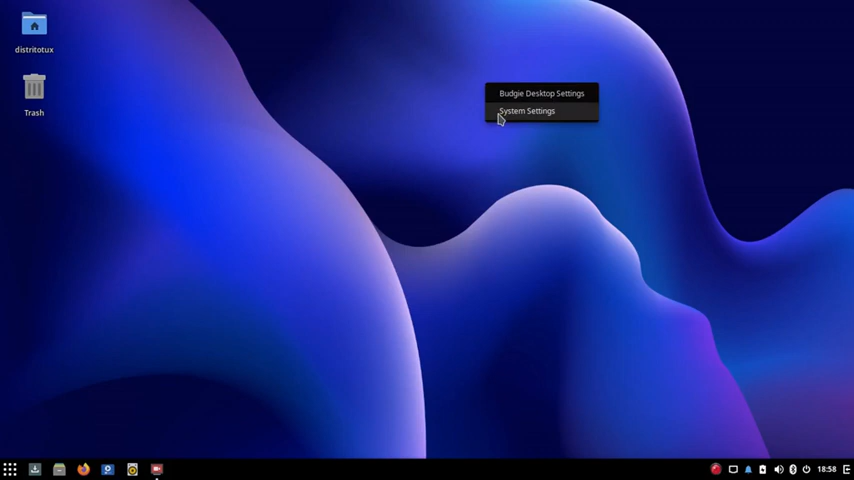 distritotux
Trash
Budgie Desktop Settings
System Settings
18:58